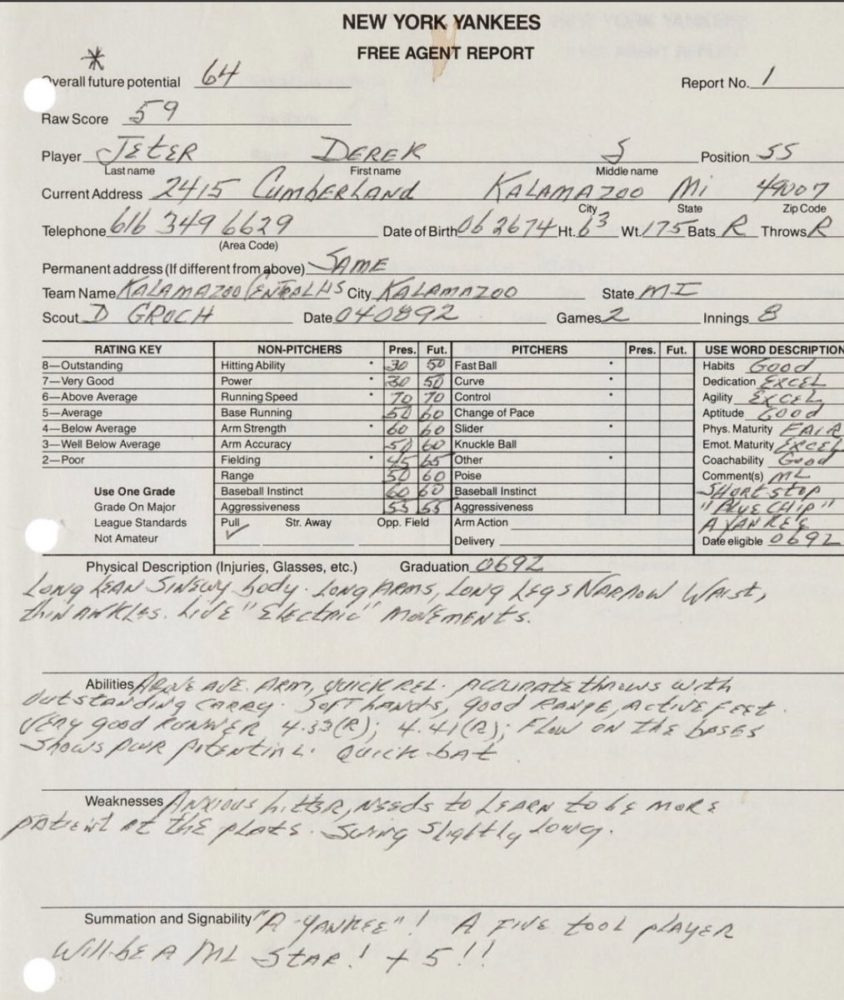 NEW YORK YANKEES
FREE AGENT REPORT
*
Overall future potential 64 Report No. 1
Raw Score 59
Player JETER DEREK S Position SS
Last name First name Middle name
Current Address 2415 CUMBERLAND KALAMAZOO Mi 49007
City State Zip Code
Telephone 616 349 6629 Date of Birth 06 26 74 Ht. 6 3 Wt. 175 Bats R Throws R
(Area Code)
Permanent address (If different from above) SAME
Team Name KALAMAZOO CENTRAL HS City KALAMAZOO State MI
Scout D GROCH Date 040892 Games 2 Innings 8
RATING KEY NON-PITCHERS Pres. Fut. PITCHERS Pres. Fut. USE WORD DESCRIPTION
8—Outstanding Hitting Ability * 30 50 Fast Ball * Habits Good
7—Very Good Power * 30 50 Curve * Dedication EXCEL
6—Above Average Running Speed * 70 70 Control * Agility EXCEL
5—Average Base Running 50 60 Change of Pace Aptitude Good
4—Below Average Arm Strength * 60 60 Slider * Phys. Maturity FAIR
3—Well Below Average Arm Accuracy 50 60 Knuckle Ball Emot. Maturity EXCEL
2—Poor Fielding * 45 65 Other * Coachability Good
Range 50 60 Poise Comment(s) ML
Use One Grade Baseball Instinct 60 60 Baseball Instinct SHORTSTOP
Grade On Major Aggressiveness 55 55 Aggressiveness "BLUE CHIP"
League Standards Pull Str. Away Opp. Field Arm Action A YANKEE
Not Amateur ✓ Delivery Date eligible 0692
Physical Description (Injuries, Glasses, etc.) Graduation 0692
Long LEAN SINEWY body. Long ARMS, Long LEgS NARROW WAist,
thin ANKLES. LivE "ELECtRiC" MOVEMENTS.
Abilities ABOVE AVE. ARM, QUICK REL. ACCURATE thROWS with
OUtSTANDing CARRY. SOFT hANDS, good RANGE, ACTIVE FEET.
VERY good RUNNER 4.33(R); 4.41(R); FLOW ON thE bASES
Shows PWR POtENtiAL. QUiCK bAt
Weaknesses ANXiOUS hittER, NEEDS to LEARN to bE MORE
PAtiENt At thE PLATE. SWing SLightLy Long.
Summation and Signability "A YANKEE"! A FIVE tOOL pLAyER
WiLL bE A ML STAR! + 5!!